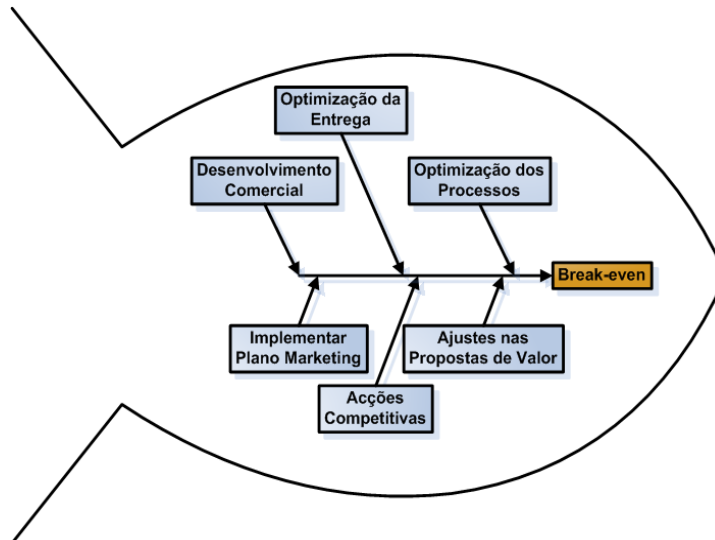 Optimização da
Entrega
Desenvolvimento
Comercial
Optimização dos
Processos
Break-even
Implementar
Plano Marketing
Ajustes nas
Propostas de Valor
Acções
Competitivas